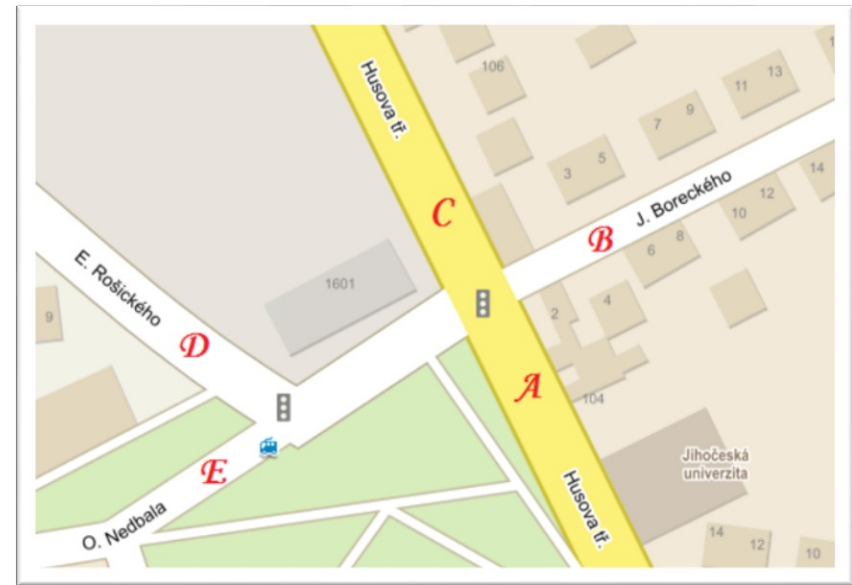 106
Husova tř.
11
13
7
9
3
5
14
12
10
J. Boreckého
C
B
6
8
E. Rošického
1601
9
2
4
D
A
104
Jihočeská
univerzita
E
O. Nedbala
Husova tř.
14
12
10